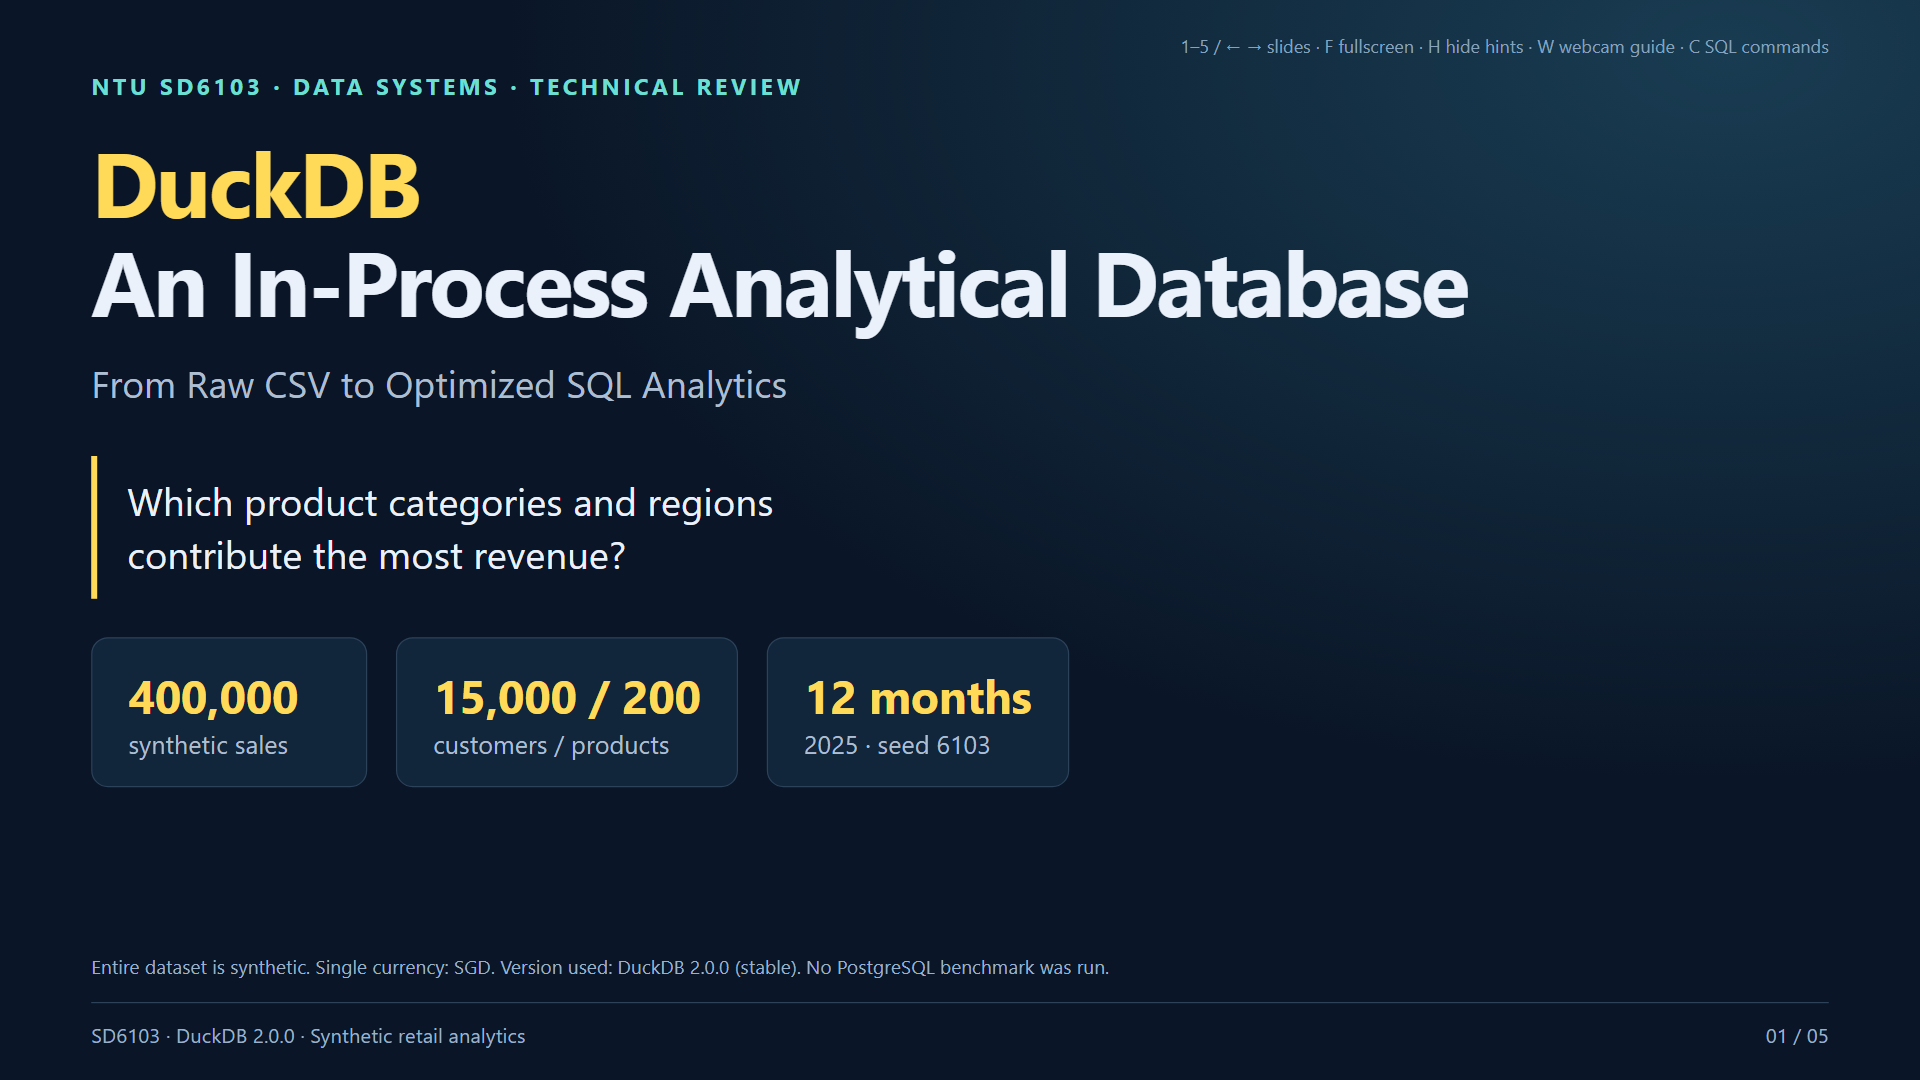 1–5 / ← → slides · F fullscreen · H hide hints · W webcam guide · C SQL commands
NTU SD6103 · DATA SYSTEMS · TECHNICAL REVIEW
DuckDB
An In-Process Analytical Database
From Raw CSV to Optimized SQL Analytics
Which product categories and regions
contribute the most revenue?
400,000
synthetic sales
15,000 / 200
customers / products
12 months
2025 · seed 6103
Entire dataset is synthetic. Single currency: SGD. Version used: DuckDB 2.0.0 (stable). No PostgreSQL benchmark was run.
SD6103 · DuckDB 2.0.0 · Synthetic retail analytics
01 / 05